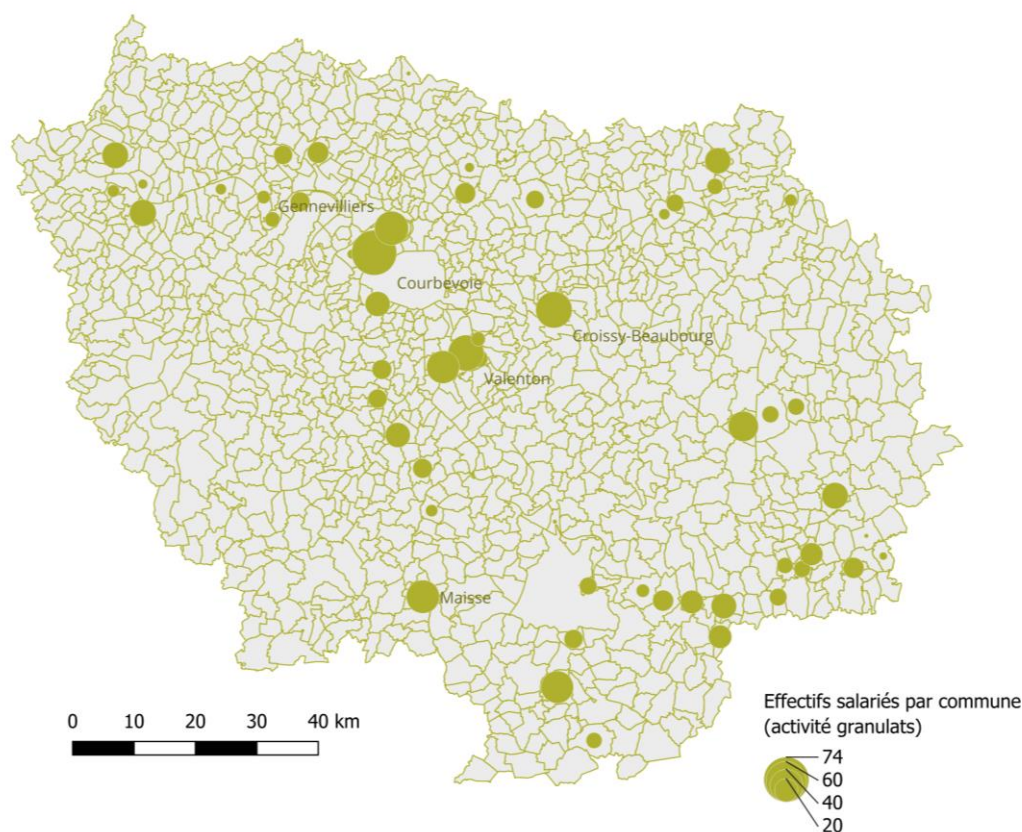 Gennevilliers
Courbevoie
Croissy-Beaubourg
Valenton
Maisse
0 10 20 30 40 km
Effectifs salariés par commune
(activité granulats)
74
60
40
20